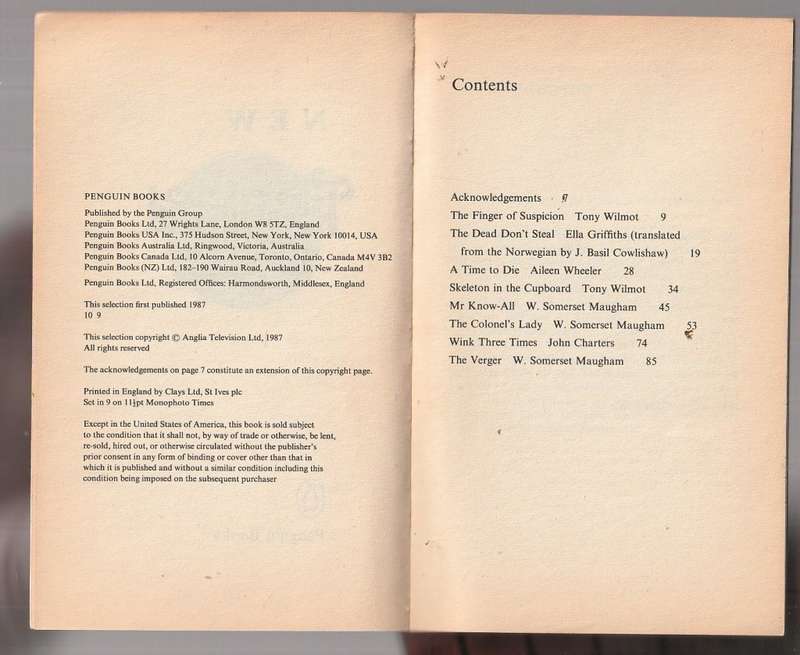 PENGUIN BOOKS
Published by the Penguin Group
Penguin Books Ltd, 27 Wrights Lane, London W8 5TZ, England
Penguin Books USA Inc., 375 Hudson Street, New York, New York 10014, USA
Penguin Books Australia Ltd, Ringwood, Victoria, Australia
Penguin Books Canada Ltd, 10 Alcorn Avenue, Toronto, Ontario, Canada M4V 3B2
Penguin Books (NZ) Ltd, 182–190 Wairau Road, Auckland 10, New Zealand
Penguin Books Ltd, Registered Offices: Harmondsworth, Middlesex, England
This selection first published 1987
10 9
This selection copyright © Anglia Television Ltd, 1987
All rights reserved
The acknowledgements on page 7 constitute an extension of this copyright page.
Printed in England by Clays Ltd, St Ives plc
Set in 9 on 11½pt Monophoto Times
Except in the United States of America, this book is sold subject
to the condition that it shall not, by way of trade or otherwise, be lent,
re-sold, hired out, or otherwise circulated without the publisher's
prior consent in any form of binding or cover other than that in
which it is published and without a similar condition including this
condition being imposed on the subsequent purchaser
Contents
Acknowledgements 7
The Finger of Suspicion Tony Wilmot 9
The Dead Don't Steal Ella Griffiths (translated
from the Norwegian by J. Basil Cowlishaw) 19
A Time to Die Aileen Wheeler 28
Skeleton in the Cupboard Tony Wilmot 34
Mr Know-All W. Somerset Maugham 45
The Colonel's Lady W. Somerset Maugham 53
Wink Three Times John Charters 74
The Verger W. Somerset Maugham 85